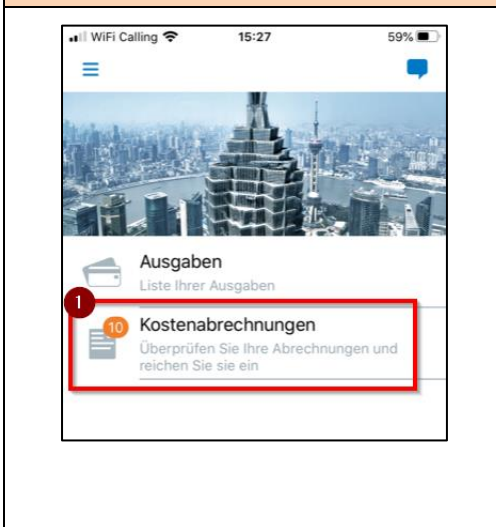 WiFi Calling 15:27 59%
Ausgaben
Liste Ihrer Ausgaben
1
10 Kostenabrechnungen
Überprüfen Sie Ihre Abrechnungen und
reichen Sie sie ein